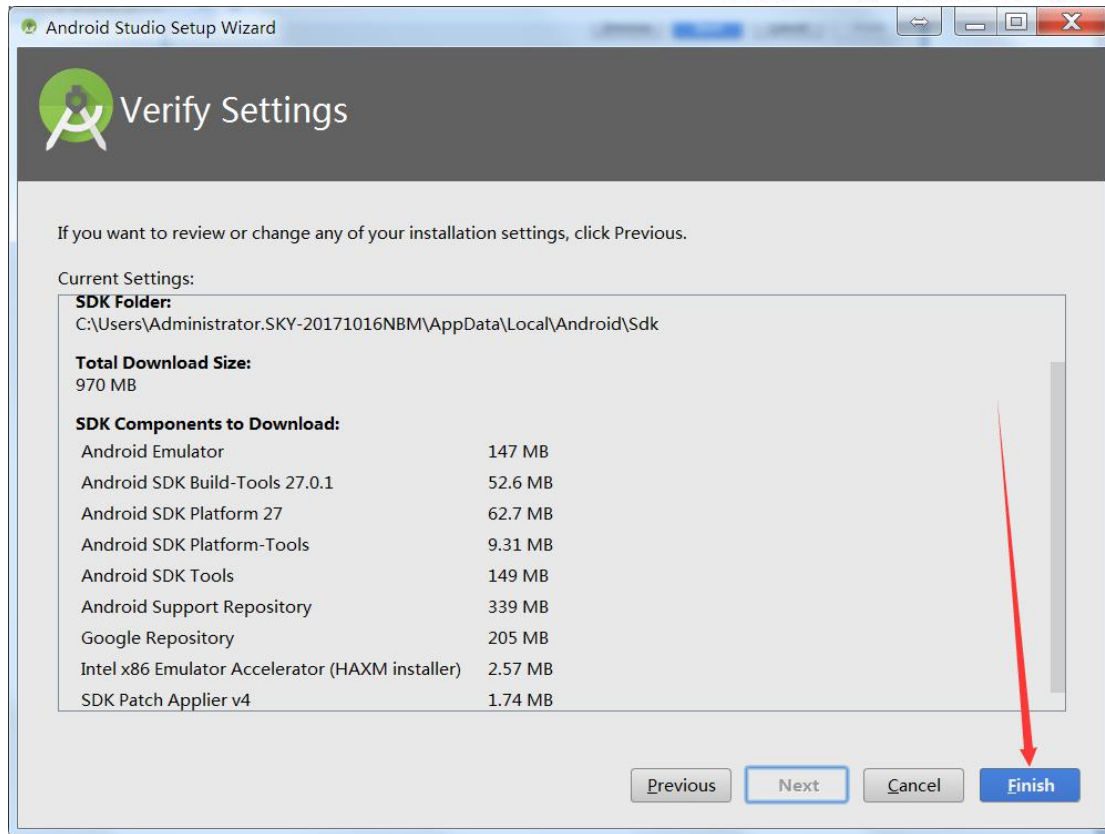 Android Studio Setup Wizard
Verify Settings
If you want to review or change any of your installation settings, click Previous.
Current Settings:
SDK Folder:
C:\Users\Administrator.SKY-20171016NBM\AppData\Local\Android\Sdk
Total Download Size:
970 MB
SDK Components to Download:
Android Emulator 147 MB
Android SDK Build-Tools 27.0.1 52.6 MB
Android SDK Platform 27 62.7 MB
Android SDK Platform-Tools 9.31 MB
Android SDK Tools 149 MB
Android Support Repository 339 MB
Google Repository 205 MB
Intel x86 Emulator Accelerator (HAXM installer) 2.57 MB
SDK Patch Applier v4 1.74 MB
Previous Next Cancel Finish